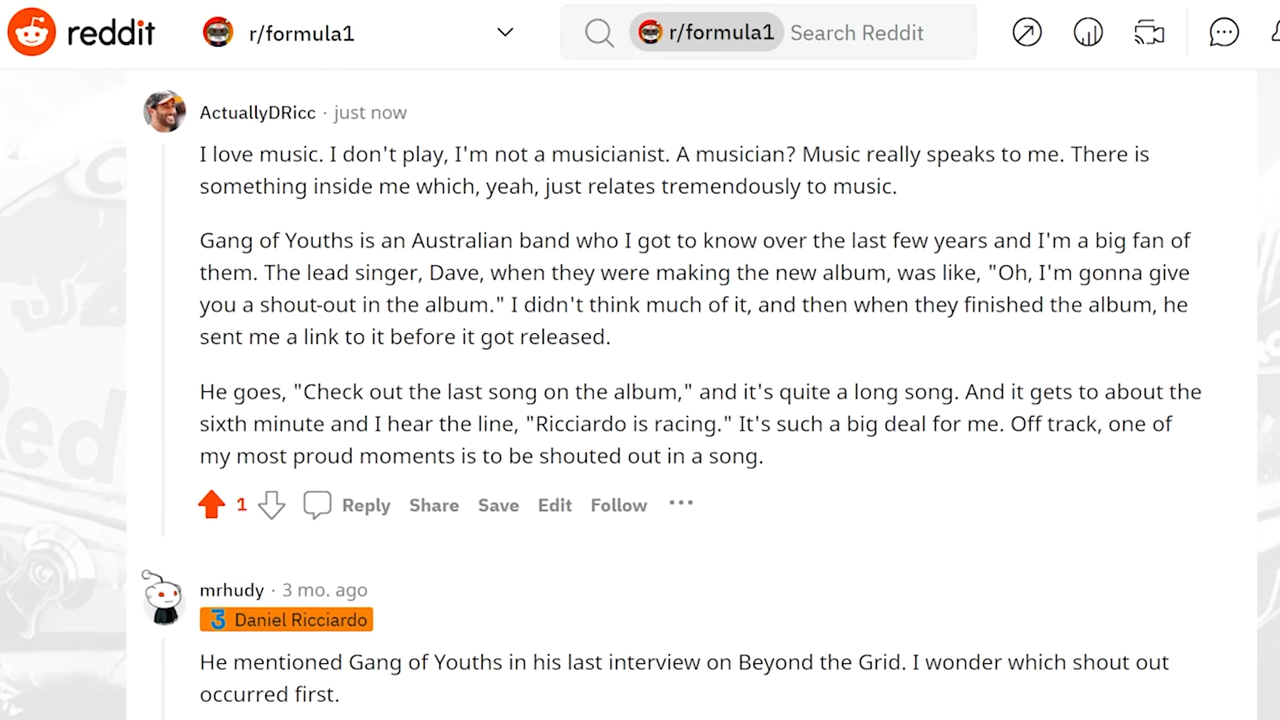 reddit r/formula1 r/formula1 Search Reddit
ActuallyDRicc · just now
I love music. I don't play, I'm not a musicianist. A musician? Music really speaks to me. There is
something inside me which, yeah, just relates tremendously to music.
Gang of Youths is an Australian band who I got to know over the last few years and I'm a big fan of
them. The lead singer, Dave, when they were making the new album, was like, "Oh, I'm gonna give
you a shout-out in the album." I didn't think much of it, and then when they finished the album, he
sent me a link to it before it got released.
He goes, "Check out the last song on the album," and it's quite a long song. And it gets to about the
sixth minute and I hear the line, "Ricciardo is racing." It's such a big deal for me. Off track, one of
my most proud moments is to be shouted out in a song.
1 Reply Share Save Edit Follow ···
mrhudy · 3 mo. ago
3 Daniel Ricciardo
He mentioned Gang of Youths in his last interview on Beyond the Grid. I wonder which shout out
occurred first.